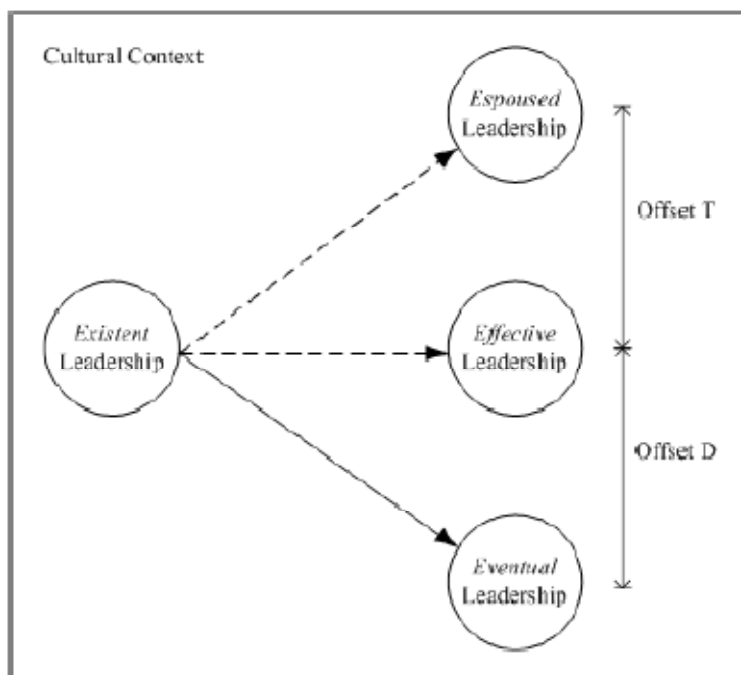 Cultural Context
Espoused
Leadership
Offset T
Existent
Leadership
Effective
Leadership
Offset D
Eventual
Leadership